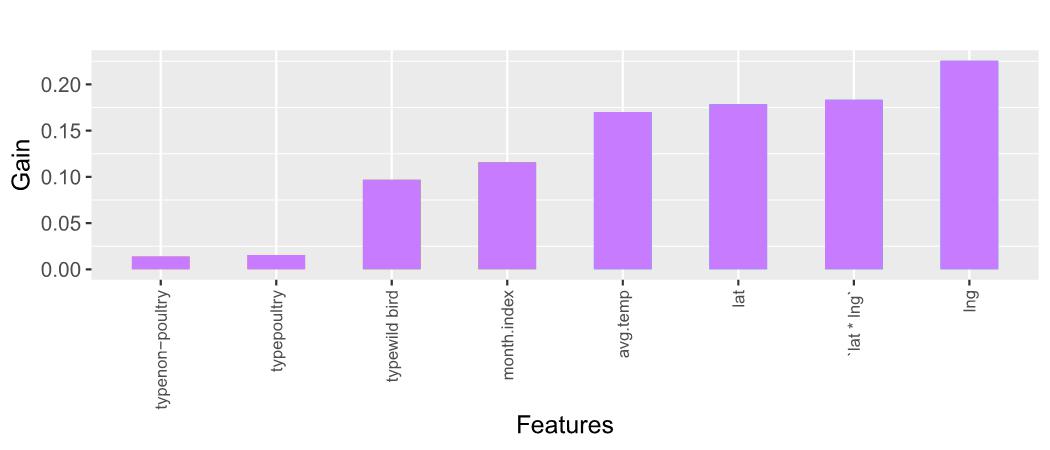 0.20
0.15
0.10
0.05
0.00
Gain
typenon−poultry
typepoultry
typewild bird
month.index
avg.temp
lat
`lat * lng`
lng
Features